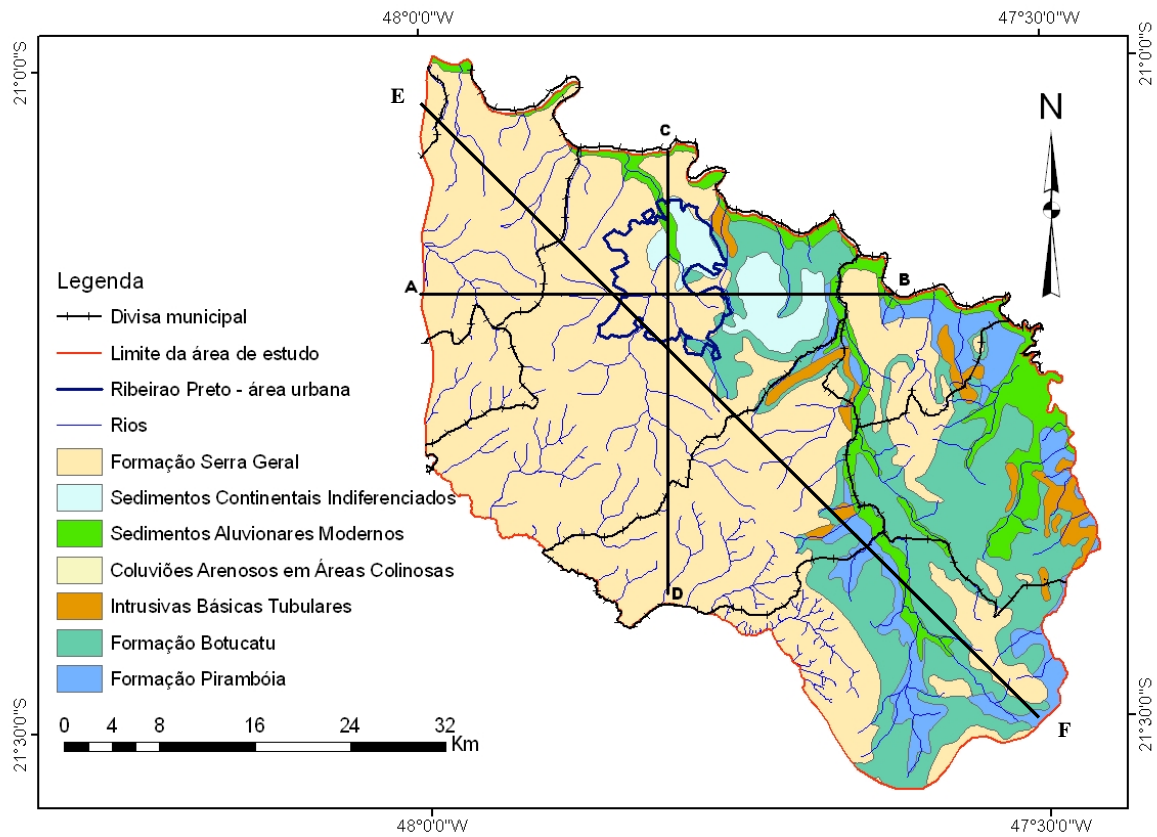 48°0'0"W
47°30'0"W
21°0'0"S
21°0'0"S
E
C
N
A
B
Legenda
Divisa municipal
Limite da área de estudo
Ribeirao Preto - área urbana
Rios
Formação Serra Geral
Sedimentos Continentais Indiferenciados
Sedimentos Aluvionares Modernos
Coluviões Arenosos em Áreas Colinosas
Intrusivas Básicas Tubulares
Formação Botucatu
Formação Pirambóia
D
F
0 4 8 16 24 32
Km
21°30'0"S
21°30'0"S
48°0'0"W
47°30'0"W